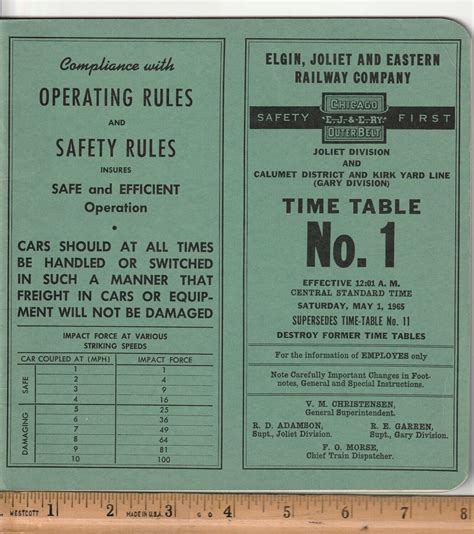 Compliance with
OPERATING RULES
AND
SAFETY RULES
INSURES
SAFE and EFFICIENT
Operation
CARS SHOULD AT ALL TIMES
BE HANDLED OR SWITCHED
IN SUCH A MANNER THAT
FREIGHT IN CARS OR EQUIP-
MENT WILL NOT BE DAMAGED
IMPACT FORCE AT VARIOUS
STRIKING SPEEDS
CAR COUPLED AT (MPH) IMPACT FORCE
SAFE
1 1
2 4
3 9
4 16
DAMAGING
5 25
6 36
7 49
8 64
9 81
10 100
ELGIN, JOLIET AND EASTERN
RAILWAY COMPANY
CHICAGO
SAFETY E.J.&E.RY. FIRST
OUTER BELT
JOLIET DIVISION
AND
CALUMET DISTRICT AND KIRK YARD LINE
(GARY DIVISION)
TIME TABLE
No. 1
EFFECTIVE 12:01 A. M.
CENTRAL STANDARD TIME
SATURDAY, MAY 1, 1965
SUPERSEDES TIME-TABLE No. 11
DESTROY FORMER TIME TABLES
For the information of EMPLOYES only
Note Carefully Important Changes in Foot-
notes, General and Special Instructions.
V. M. CHRISTENSEN,
General Superintendent.
R. D. ADAMSON, R. E. GARREN,
Supt., Joliet Division. Supt., Gary Division.
F. O. MORSE,
Chief Train Dispatcher.
1 2 3 4 5 6 7 8
WESTCOTT MADE IN U.S.A.